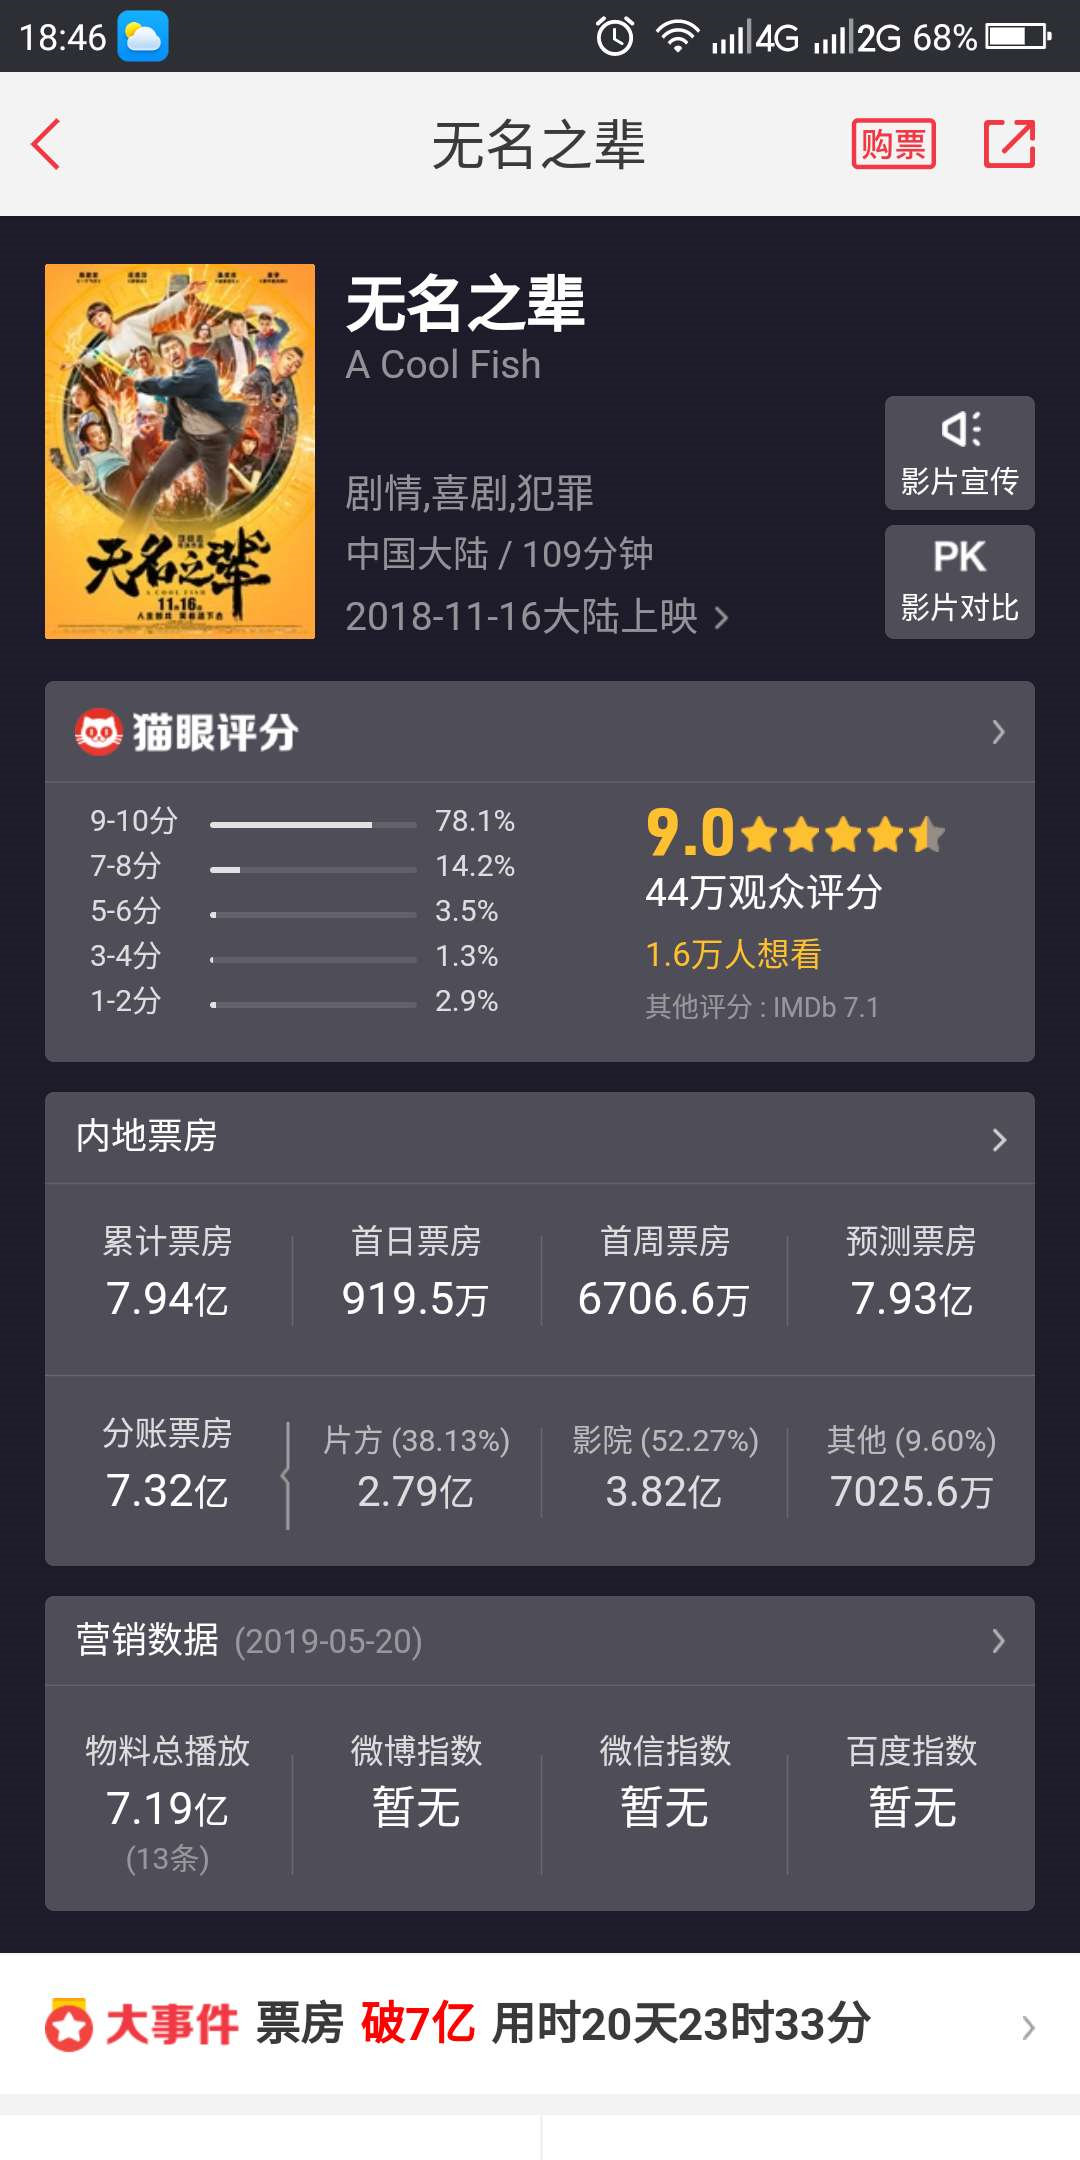 18:46 4G 2G 68%
无名之辈 购票
无名之辈
A Cool Fish
剧情,喜剧,犯罪
中国大陆 / 109分钟
2018-11-16大陆上映
影片宣传
PK
影片对比
无名之辈
A COOL FISH
猫眼评分
9-10分 78.1%
7-8分 14.2%
5-6分 3.5%
3-4分 1.3%
1-2分 2.9%
9.0
44万观众评分
1.6万人想看
其他评分 : IMDb 7.1
内地票房
累计票房 首日票房 首周票房 预测票房
7.94亿 919.5万 6706.6万 7.93亿
分账票房 片方 (38.13%) 影院 (52.27%) 其他 (9.60%)
7.32亿 2.79亿 3.82亿 7025.6万
营销数据 (2019-05-20)
物料总播放 微博指数 微信指数 百度指数
7.19亿 暂无 暂无 暂无
(13条)
大事件 票房 破7亿 用时20天23时33分